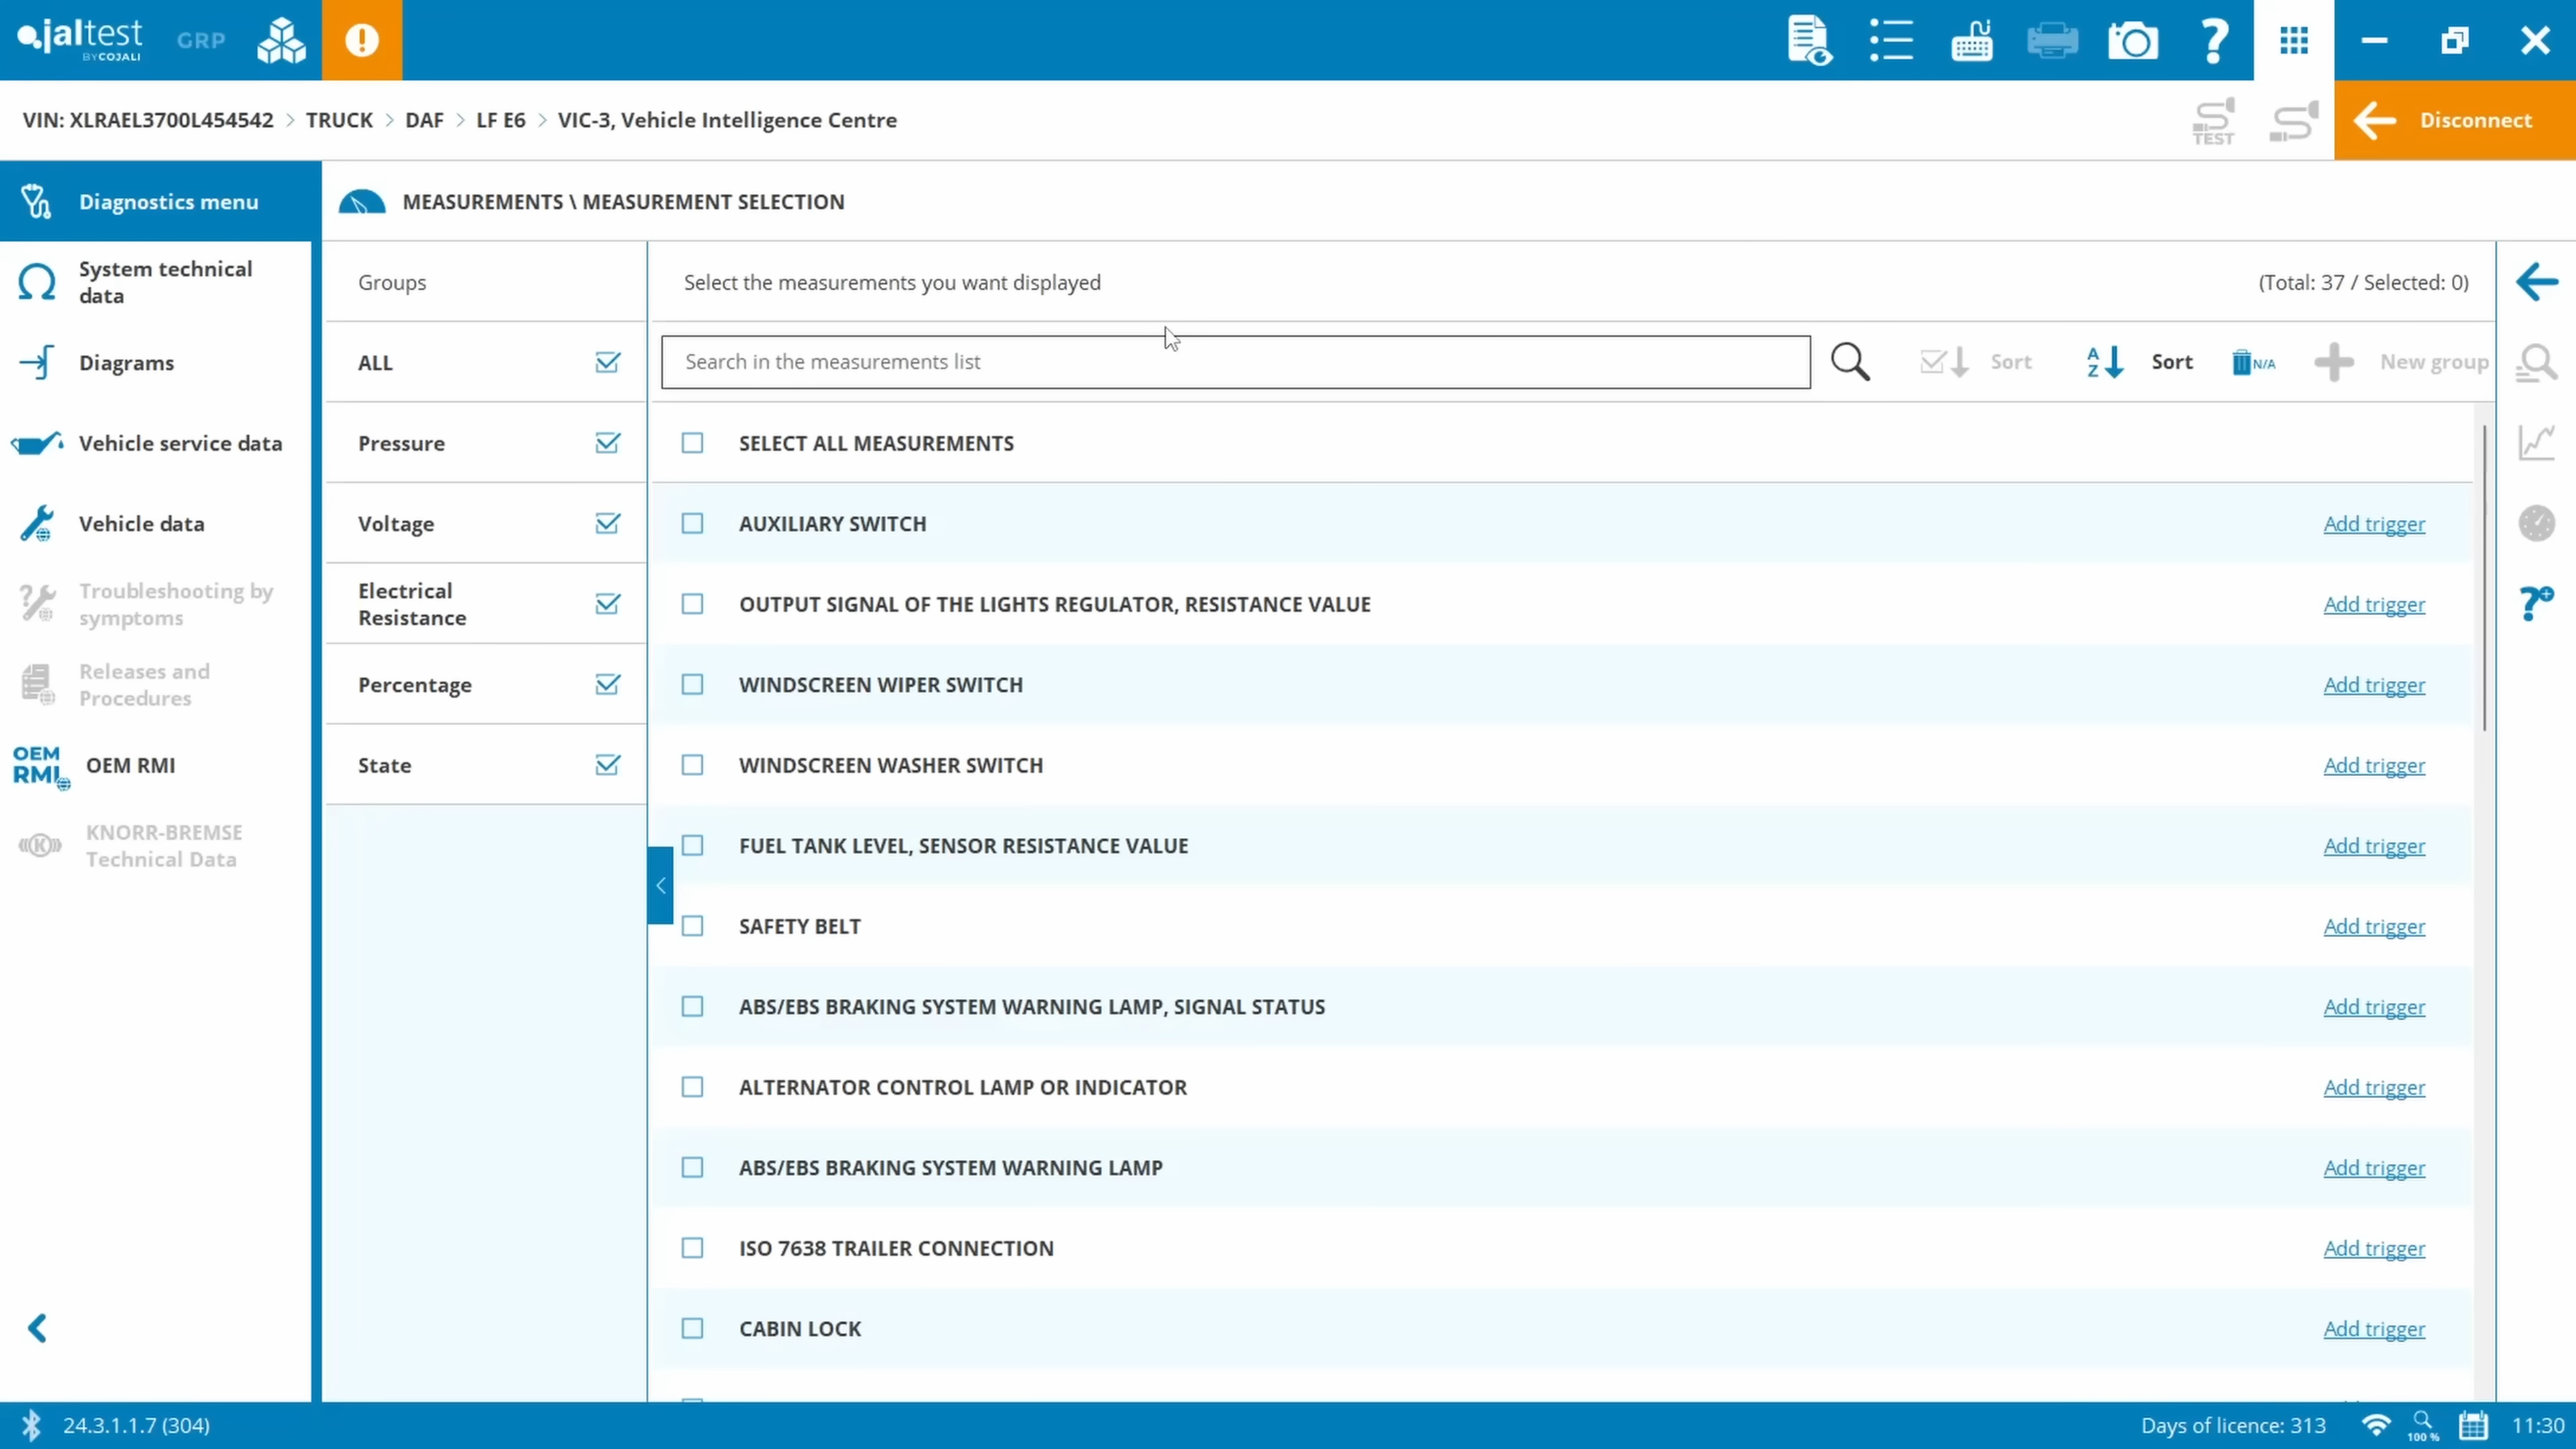 jaltest
BY COJALI
GRP
VIN: XLRAEL3700L454542 > TRUCK > DAF > LF E6 > VIC-3, Vehicle Intelligence Centre
TEST
Disconnect
Diagnostics menu
System technical
data
Diagrams
Vehicle service data
Vehicle data
Troubleshooting by
symptoms
Releases and
Procedures
OEM
RMI
OEM RMI
KNORR-BREMSE
Technical Data
MEASUREMENTS \ MEASUREMENT SELECTION
Groups
ALL
Pressure
Voltage
Electrical
Resistance
Percentage
State
Select the measurements you want displayed
(Total: 37 / Selected: 0)
Search in the measurements list
Sort
A
Z
Sort
N/A
New group
SELECT ALL MEASUREMENTS
AUXILIARY SWITCH Add trigger
OUTPUT SIGNAL OF THE LIGHTS REGULATOR, RESISTANCE VALUE Add trigger
WINDSCREEN WIPER SWITCH Add trigger
WINDSCREEN WASHER SWITCH Add trigger
FUEL TANK LEVEL, SENSOR RESISTANCE VALUE Add trigger
SAFETY BELT Add trigger
ABS/EBS BRAKING SYSTEM WARNING LAMP, SIGNAL STATUS Add trigger
ALTERNATOR CONTROL LAMP OR INDICATOR Add trigger
ABS/EBS BRAKING SYSTEM WARNING LAMP Add trigger
ISO 7638 TRAILER CONNECTION Add trigger
CABIN LOCK Add trigger
24.3.1.1.7 (304)
Days of licence: 313
100 %
11:30